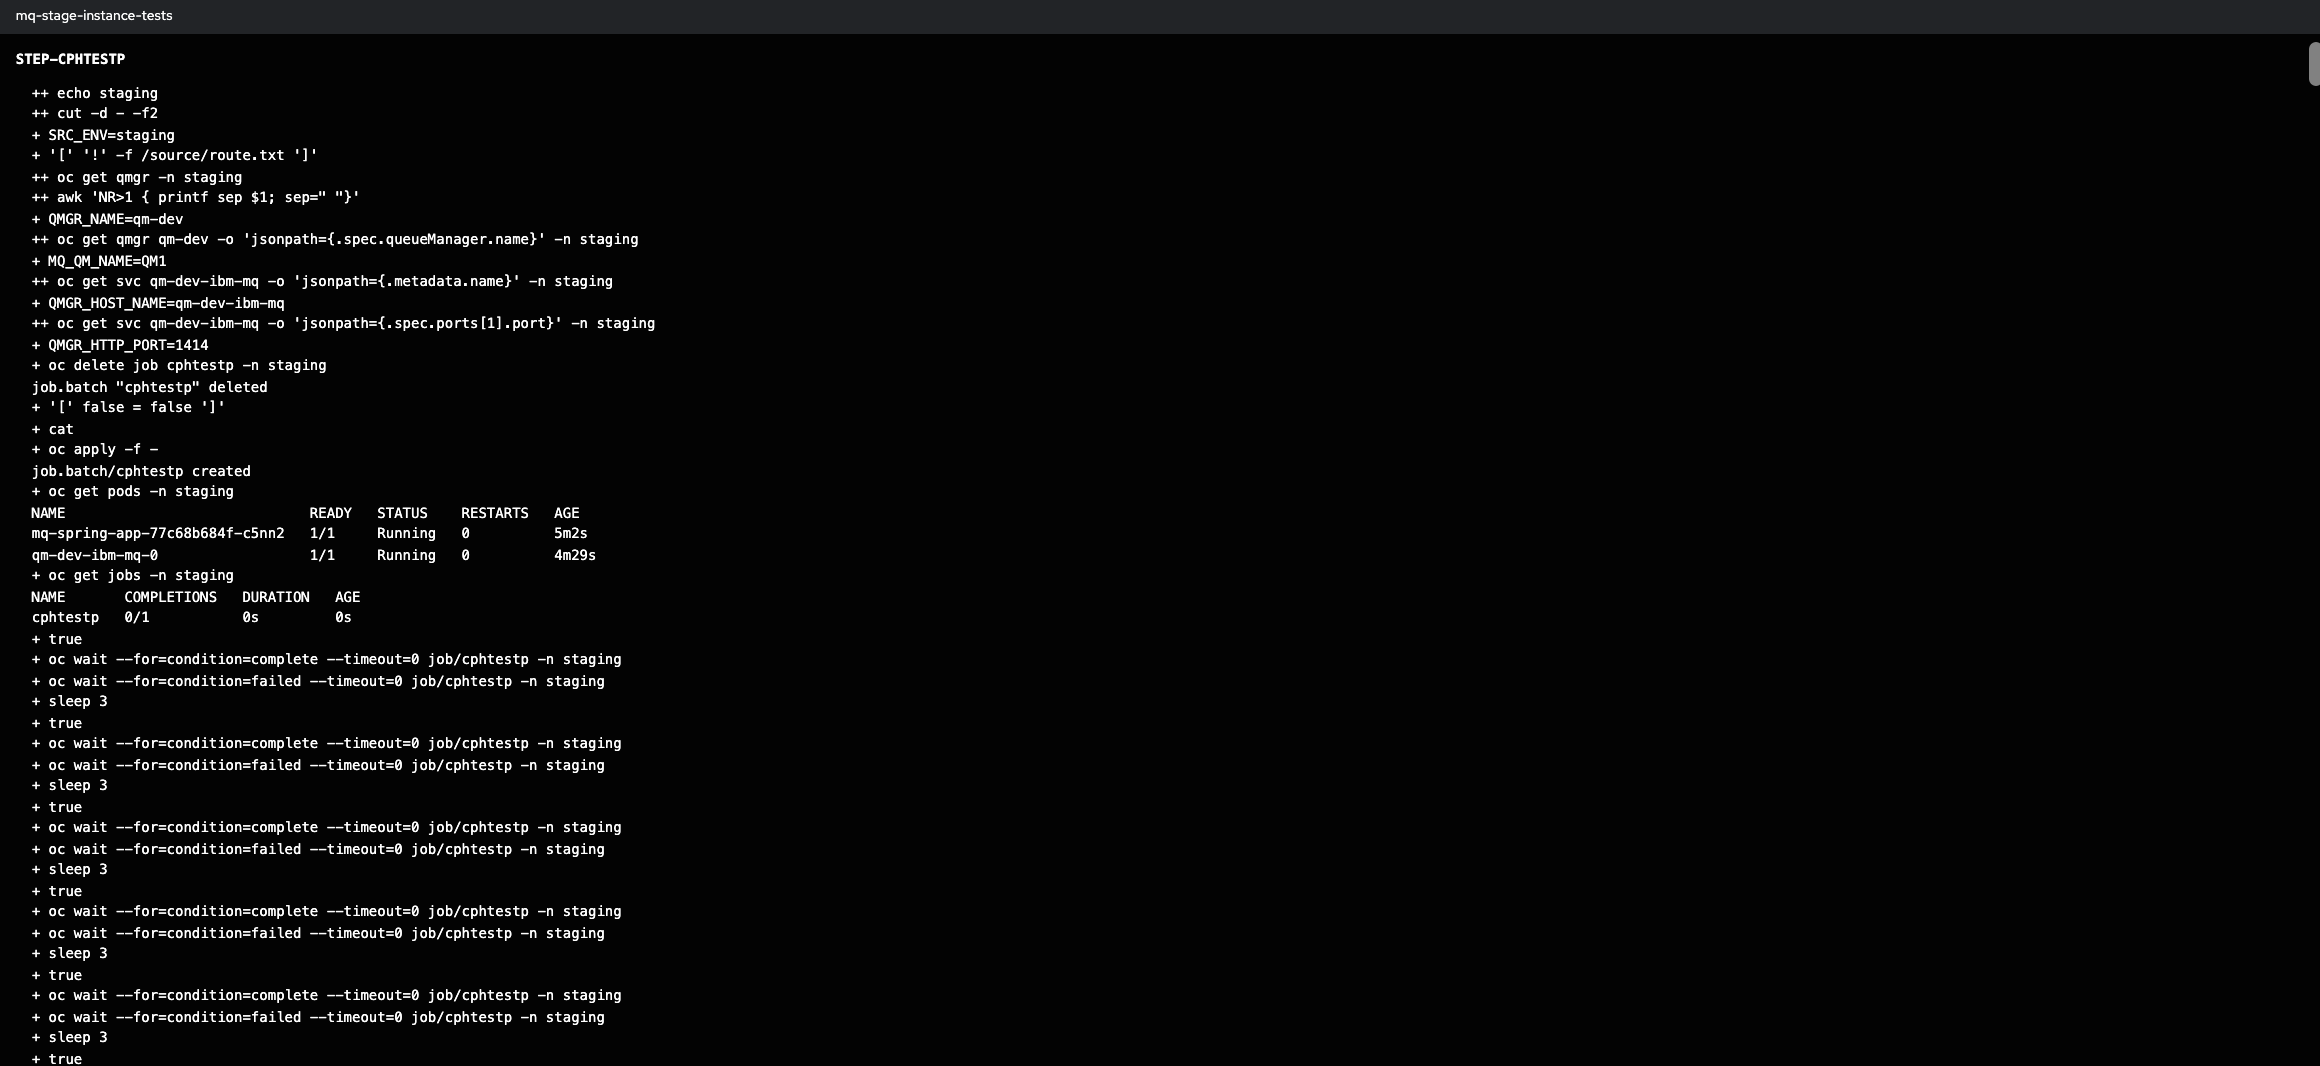 mq-stage-instance-tests
STEP-CPHTESTP
++ echo staging
++ cut -d - -f2
+ SRC_ENV=staging
+ '[' '!' -f /source/route.txt ']'
++ oc get qmgr -n staging
++ awk 'NR>1 { printf sep $1; sep=" "}'
+ QMGR_NAME=qm-dev
++ oc get qmgr qm-dev -o 'jsonpath={.spec.queueManager.name}' -n staging
+ MQ_QM_NAME=QM1
++ oc get svc qm-dev-ibm-mq -o 'jsonpath={.metadata.name}' -n staging
+ QMGR_HOST_NAME=qm-dev-ibm-mq
++ oc get svc qm-dev-ibm-mq -o 'jsonpath={.spec.ports[1].port}' -n staging
+ QMGR_HTTP_PORT=1414
+ oc delete job cphtestp -n staging
job.batch "cphtestp" deleted
+ '[' false = false ']'
+ cat
+ oc apply -f -
job.batch/cphtestp created
+ oc get pods -n staging
NAME READY STATUS RESTARTS AGE
mq-spring-app-77c68b684f-c5nn2 1/1 Running 0 5m2s
qm-dev-ibm-mq-0 1/1 Running 0 4m29s
+ oc get jobs -n staging
NAME COMPLETIONS DURATION AGE
cphtestp 0/1 0s 0s
+ true
+ oc wait --for=condition=complete --timeout=0 job/cphtestp -n staging
+ oc wait --for=condition=failed --timeout=0 job/cphtestp -n staging
+ sleep 3
+ true
+ oc wait --for=condition=complete --timeout=0 job/cphtestp -n staging
+ oc wait --for=condition=failed --timeout=0 job/cphtestp -n staging
+ sleep 3
+ true
+ oc wait --for=condition=complete --timeout=0 job/cphtestp -n staging
+ oc wait --for=condition=failed --timeout=0 job/cphtestp -n staging
+ sleep 3
+ true
+ oc wait --for=condition=complete --timeout=0 job/cphtestp -n staging
+ oc wait --for=condition=failed --timeout=0 job/cphtestp -n staging
+ sleep 3
+ true
+ oc wait --for=condition=complete --timeout=0 job/cphtestp -n staging
+ oc wait --for=condition=failed --timeout=0 job/cphtestp -n staging
+ sleep 3
+ true